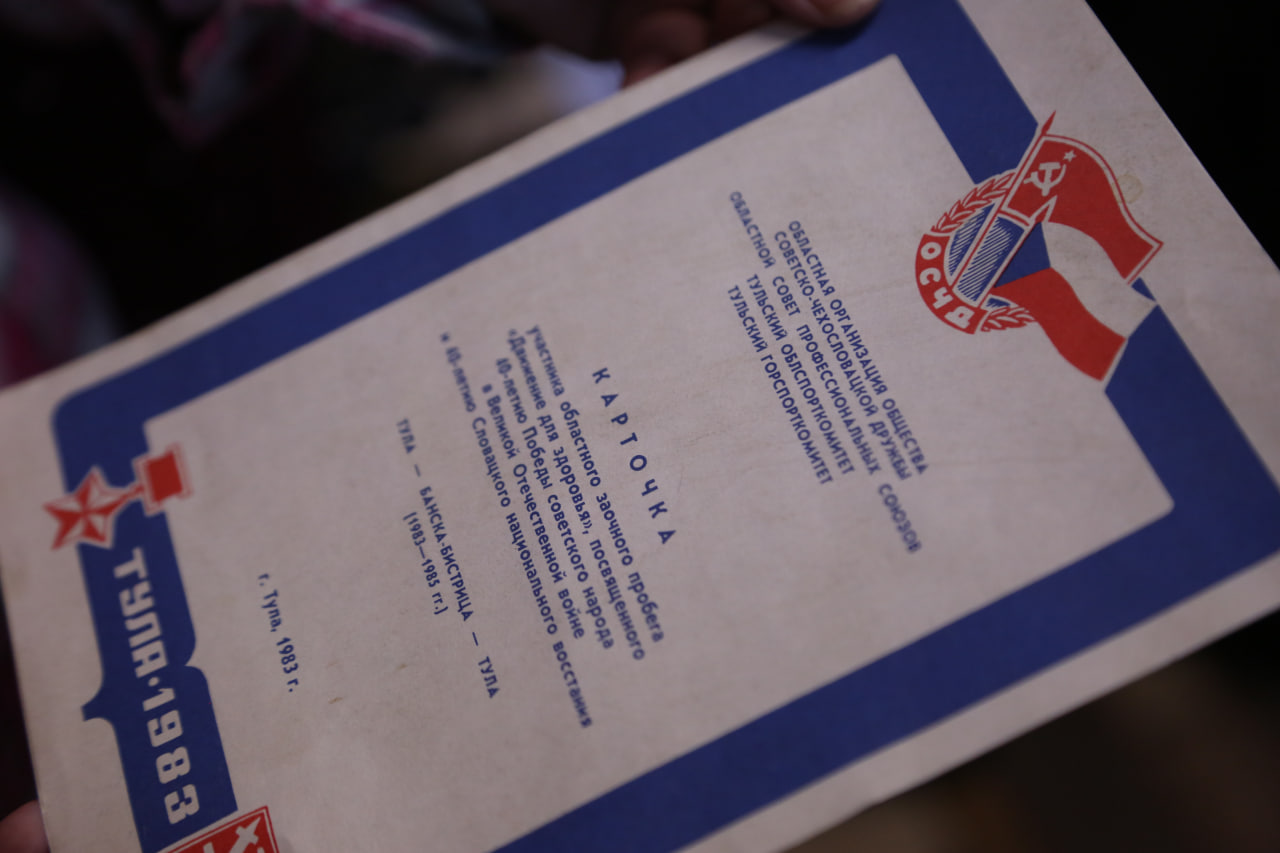 ОСЧД
ОБЛАСТНАЯ ОРГАНИЗАЦИЯ ОБЩЕСТВА
СОВЕТСКО-ЧЕХОСЛОВАЦКОЙ ДРУЖБЫ
ОБЛАСТНОЙ СОВЕТ ПРОФЕССИОНАЛЬНЫХ СОЮЗОВ
ТУЛЬСКИЙ ОБЛСПОРТКОМИТЕТ
ТУЛЬСКИЙ ГОРСПОРТКОМИТЕТ
КАРТОЧКА
участника областного заочного пробега
«Движение для здоровья», посвященного
40-летию Победы советского народа
в Великой Отечественной войне
и 40-летию Словацкого национального восстания
ТУЛА — БАНСКА-БИСТРИЦА — ТУЛА
(1983—1985 гг.)
г. Тула, 1983 г.
ТУЛА·1983